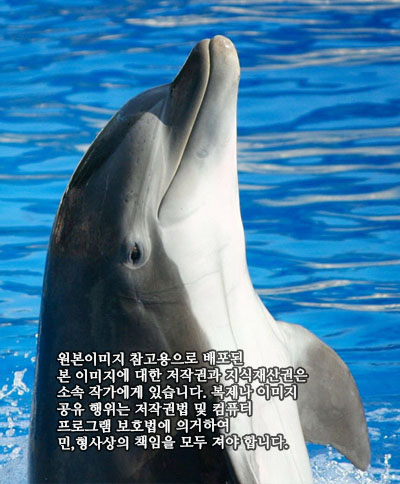 원본이미지 참고용으로 배포된
본 이미지에 대한 저작권과 지식재산권은
소속 작가에게 있습니다. 복제나 이미지
공유 행위는 저작권법 및 컴퓨터
프로그램 보호법에 의거하여
민,형사상의 책임을 모두 져야 합니다.